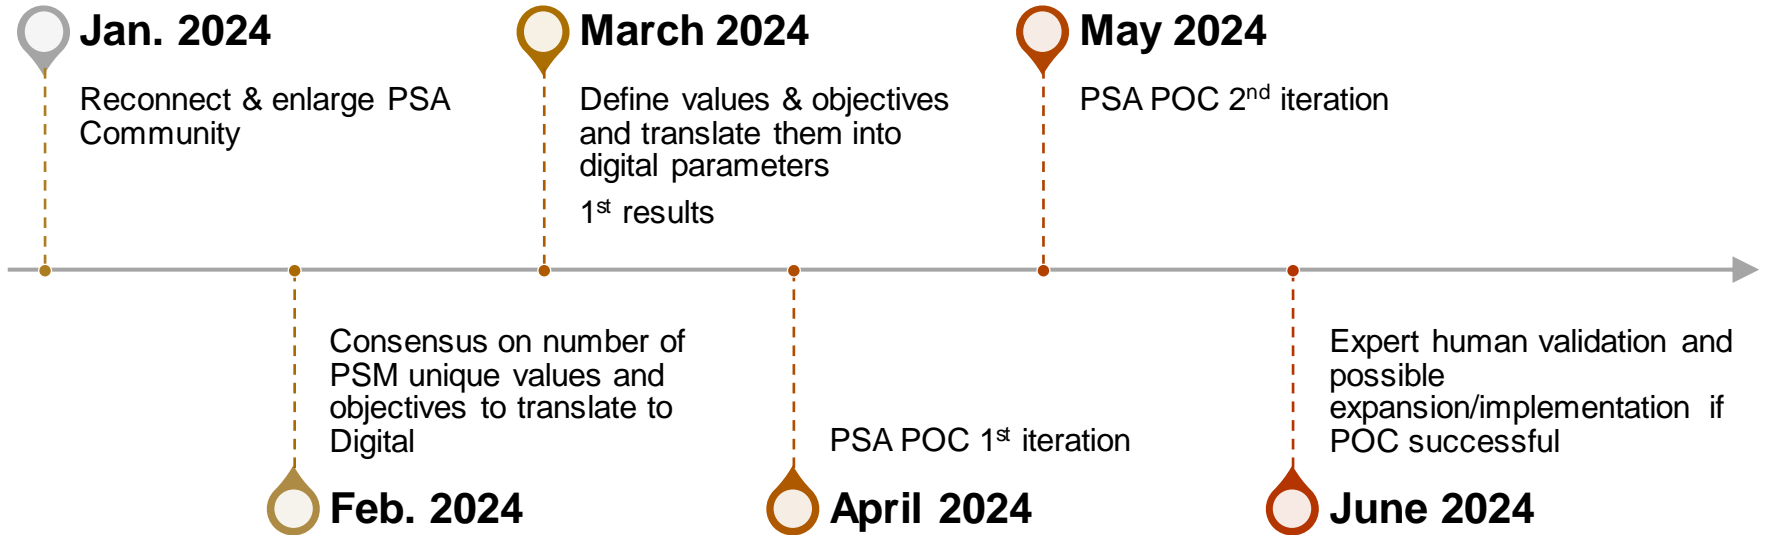 Jan. 2024
Reconnect & enlarge PSA
Community
Feb. 2024
Consensus on number of
PSM unique values and
objectives to translate to
Digital
March 2024
Define values & objectives
and translate them into
digital parameters
1st results
April 2024
PSA POC 1st iteration
May 2024
PSA POC 2nd iteration
June 2024
Expert human validation and
possible
expansion/implementation if
POC successful